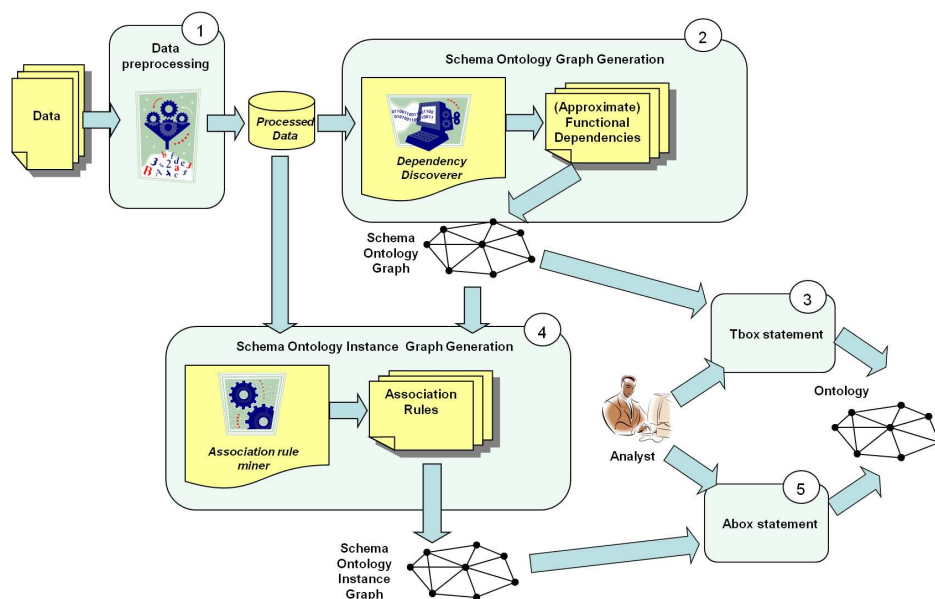 1
Data
preprocessing
Data
Processed
Data
2
Schema Ontology Graph Generation
Dependency
Discoverer
(Approximate)
Functional
Dependencies
Schema
Ontology
Graph
3
Tbox statement
4
Schema Ontology Instance Graph Generation
Association rule
miner
Association
Rules
Analyst
Ontology
5
Abox statement
Schema
Ontology
Instance
Graph